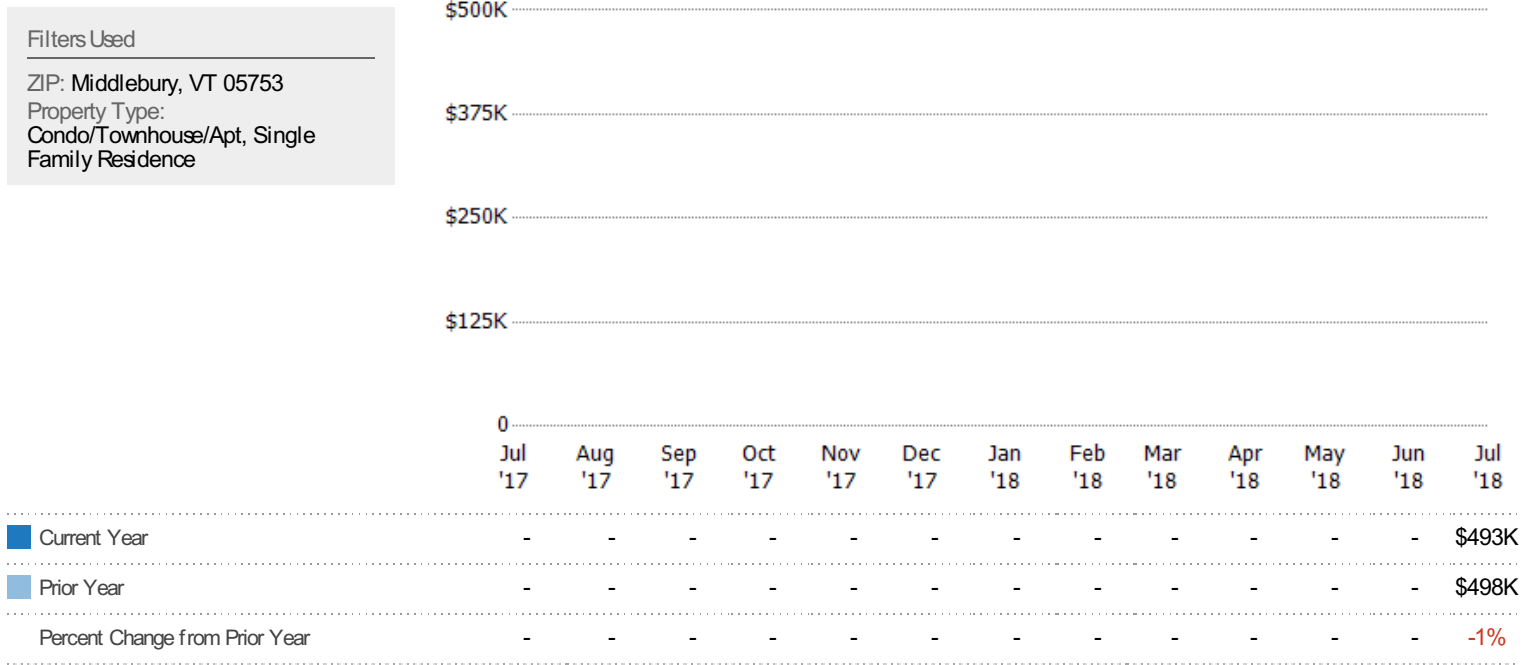 Filters Used
ZIP: Middlebury, VT 05753
Property Type:
Condo/Townhouse/Apt, Single
Family Residence
$500K
$375K
$250K
$125K
0
Jul Aug Sep Oct Nov Dec Jan Feb Mar Apr May Jun Jul
'17 '17 '17 '17 '17 '17 '18 '18 '18 '18 '18 '18 '18
Current Year - - - - - - - - - - - - $493K
Prior Year - - - - - - - - - - - - $498K
Percent Change from Prior Year - - - - - - - - - - - - -1%